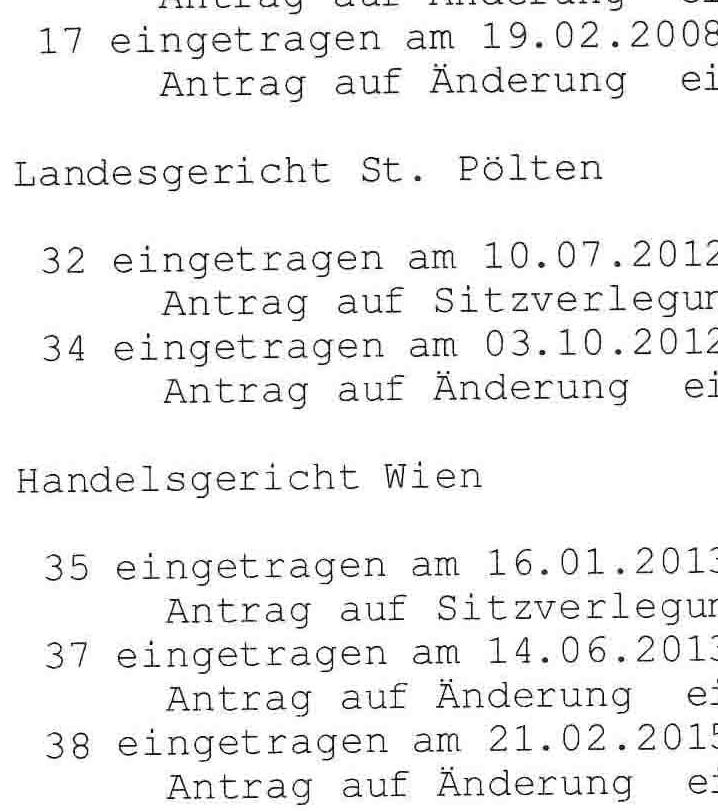 Antrag auf Änderung ei
17 eingetragen am 19.02.2008
Antrag auf Änderung ei
Landesgericht St. Pölten
32 eingetragen am 10.07.2012
Antrag auf Sitzverlegun
34 eingetragen am 03.10.2012
Antrag auf Änderung ei
Handelsgericht Wien
35 eingetragen am 16.01.2013
Antrag auf Sitzverlegun
37 eingetragen am 14.06.2013
Antrag auf Änderung ei
38 eingetragen am 21.02.2015
Antrag auf Änderung ei